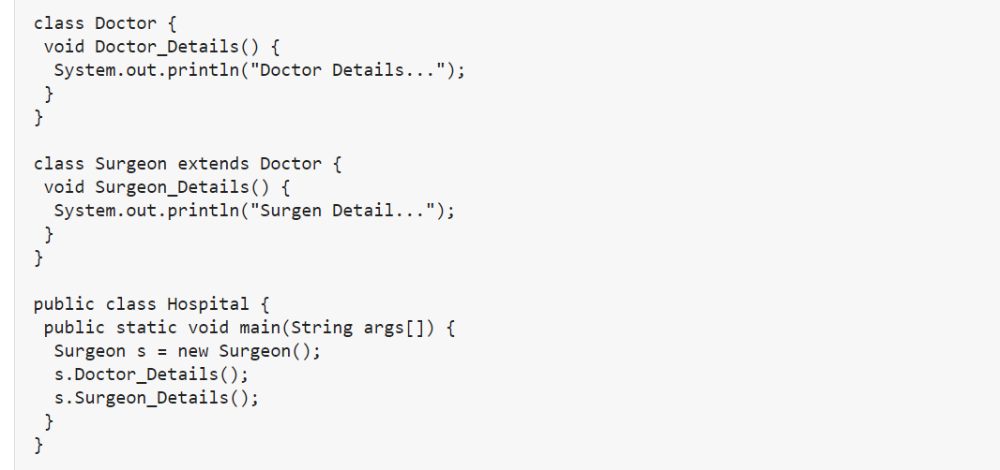 class Doctor {
 void Doctor_Details() {
  System.out.println("Doctor Details...");
 }
}

class Surgeon extends Doctor {
 void Surgeon_Details() {
  System.out.println("Surgen Detail...");
 }
}

public class Hospital {
 public static void main(String args[]) {
  Surgeon s = new Surgeon();
  s.Doctor_Details();
  s.Surgeon_Details();
 }
}